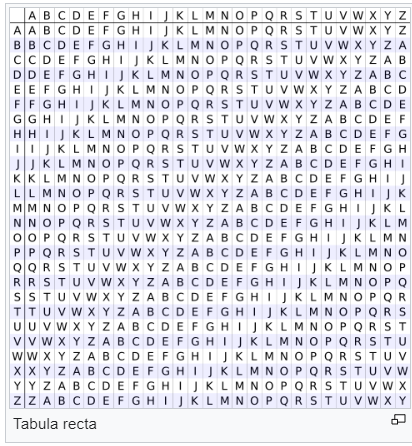 A B C D E F G H I J K L M N O P Q R S T U V W X Y Z
A A B C D E F G H I J K L M N O P Q R S T U V W X Y Z
B B C D E F G H I J K L M N O P Q R S T U V W X Y Z A
C C D E F G H I J K L M N O P Q R S T U V W X Y Z A B
D D E F G H I J K L M N O P Q R S T U V W X Y Z A B C
E E F G H I J K L M N O P Q R S T U V W X Y Z A B C D
F F G H I J K L M N O P Q R S T U V W X Y Z A B C D E
G G H I J K L M N O P Q R S T U V W X Y Z A B C D E F
H H I J K L M N O P Q R S T U V W X Y Z A B C D E F G
I I J K L M N O P Q R S T U V W X Y Z A B C D E F G H
J J K L M N O P Q R S T U V W X Y Z A B C D E F G H I
K K L M N O P Q R S T U V W X Y Z A B C D E F G H I J
L L M N O P Q R S T U V W X Y Z A B C D E F G H I J K
M M N O P Q R S T U V W X Y Z A B C D E F G H I J K L
N N O P Q R S T U V W X Y Z A B C D E F G H I J K L M
O O P Q R S T U V W X Y Z A B C D E F G H I J K L M N
P P Q R S T U V W X Y Z A B C D E F G H I J K L M N O
Q Q R S T U V W X Y Z A B C D E F G H I J K L M N O P
R R S T U V W X Y Z A B C D E F G H I J K L M N O P Q
S S T U V W X Y Z A B C D E F G H I J K L M N O P Q R
T T U V W X Y Z A B C D E F G H I J K L M N O P Q R S
U U V W X Y Z A B C D E F G H I J K L M N O P Q R S T
V V W X Y Z A B C D E F G H I J K L M N O P Q R S T U
W W X Y Z A B C D E F G H I J K L M N O P Q R S T U V
X X Y Z A B C D E F G H I J K L M N O P Q R S T U V W
Y Y Z A B C D E F G H I J K L M N O P Q R S T U V W X
Z Z A B C D E F G H I J K L M N O P Q R S T U V W X Y
Tabula recta